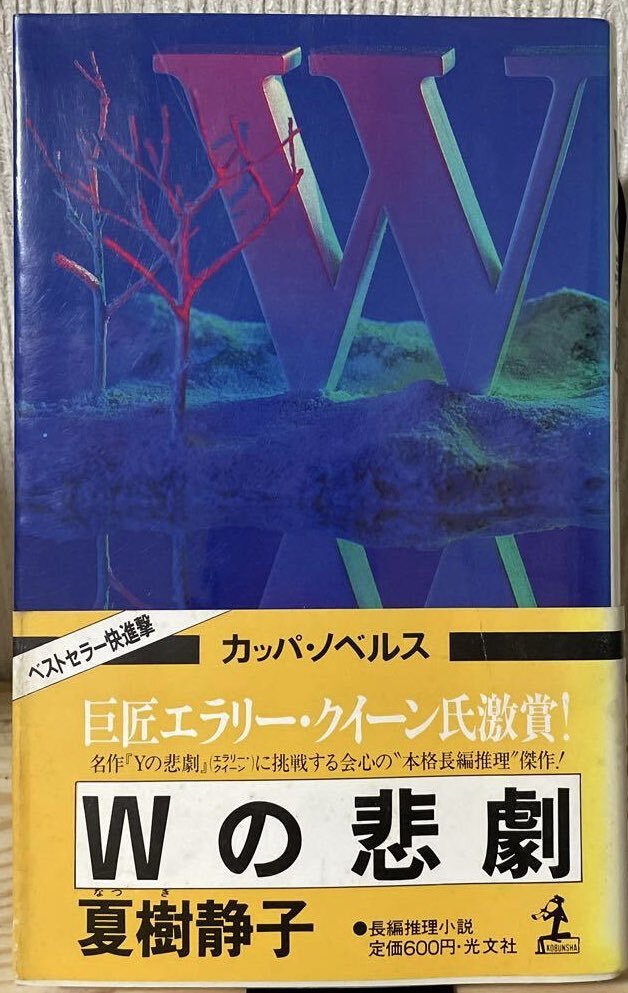 W
ベストセラー快進撃
カッパ・ノベルス
巨匠エラリー・クイーン氏激賞!
名作『Yの悲劇』(エラリー・クイーン)に挑戦する会心の〝本格長編推理〟傑作!
Wの悲劇
なつき
夏樹静子
●長編推理小説
定価600円・光文社
KOBUNSHA